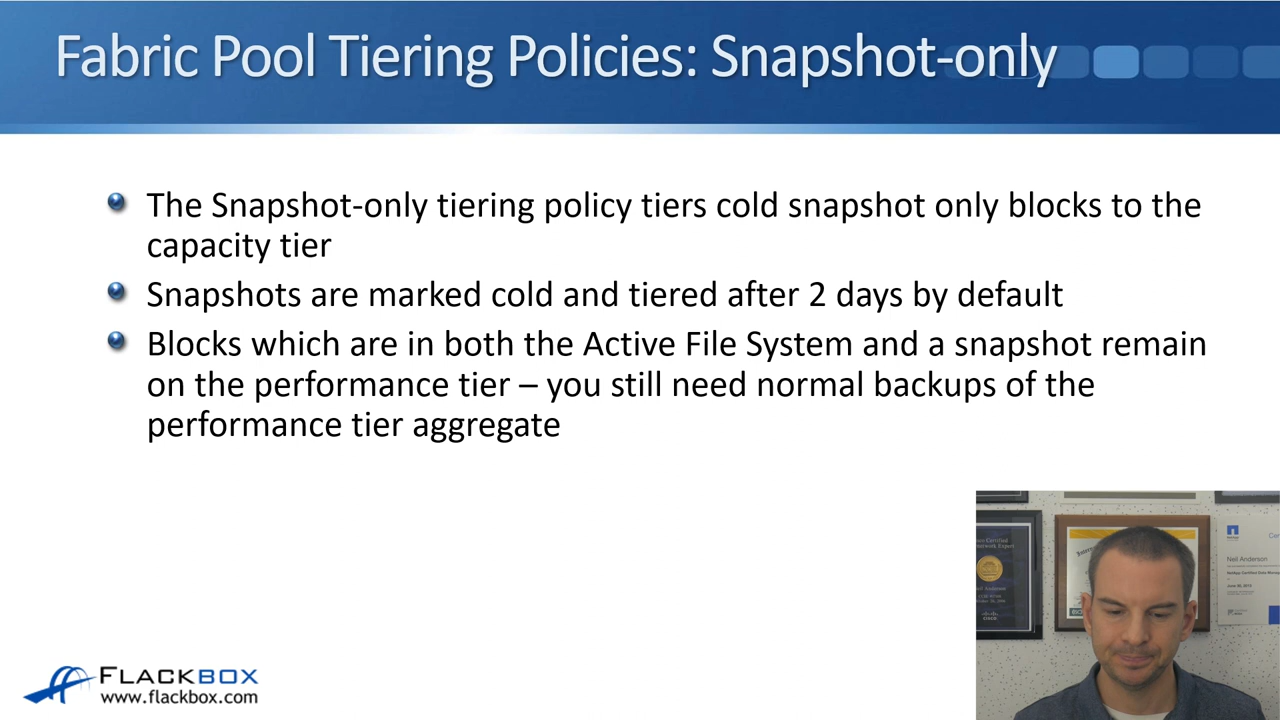 Fabric Pool Tiering Policies: Snapshot-only
The Snapshot-only tiering policy tiers cold snapshot only blocks to the
capacity tier
Snapshots are marked cold and tiered after 2 days by default
Blocks which are in both the Active File System and a snapshot remain
on the performance tier – you still need normal backups of the
performance tier aggregate
Neil Anderson
FLACKBOX
www.flackbox.com